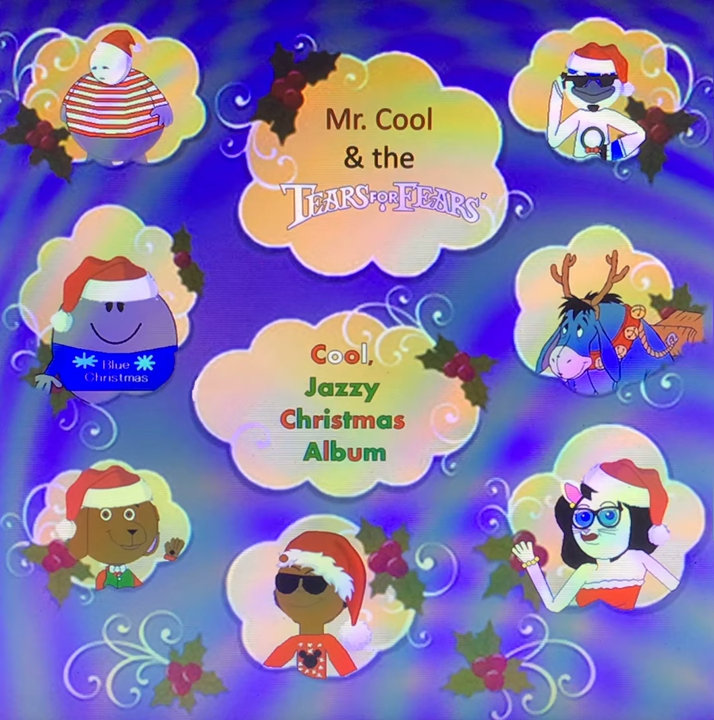 Mr. Cool
& the
TEARS FOR FEARS'
Cool,
Jazzy
Christmas
Album
Blue
Christmas